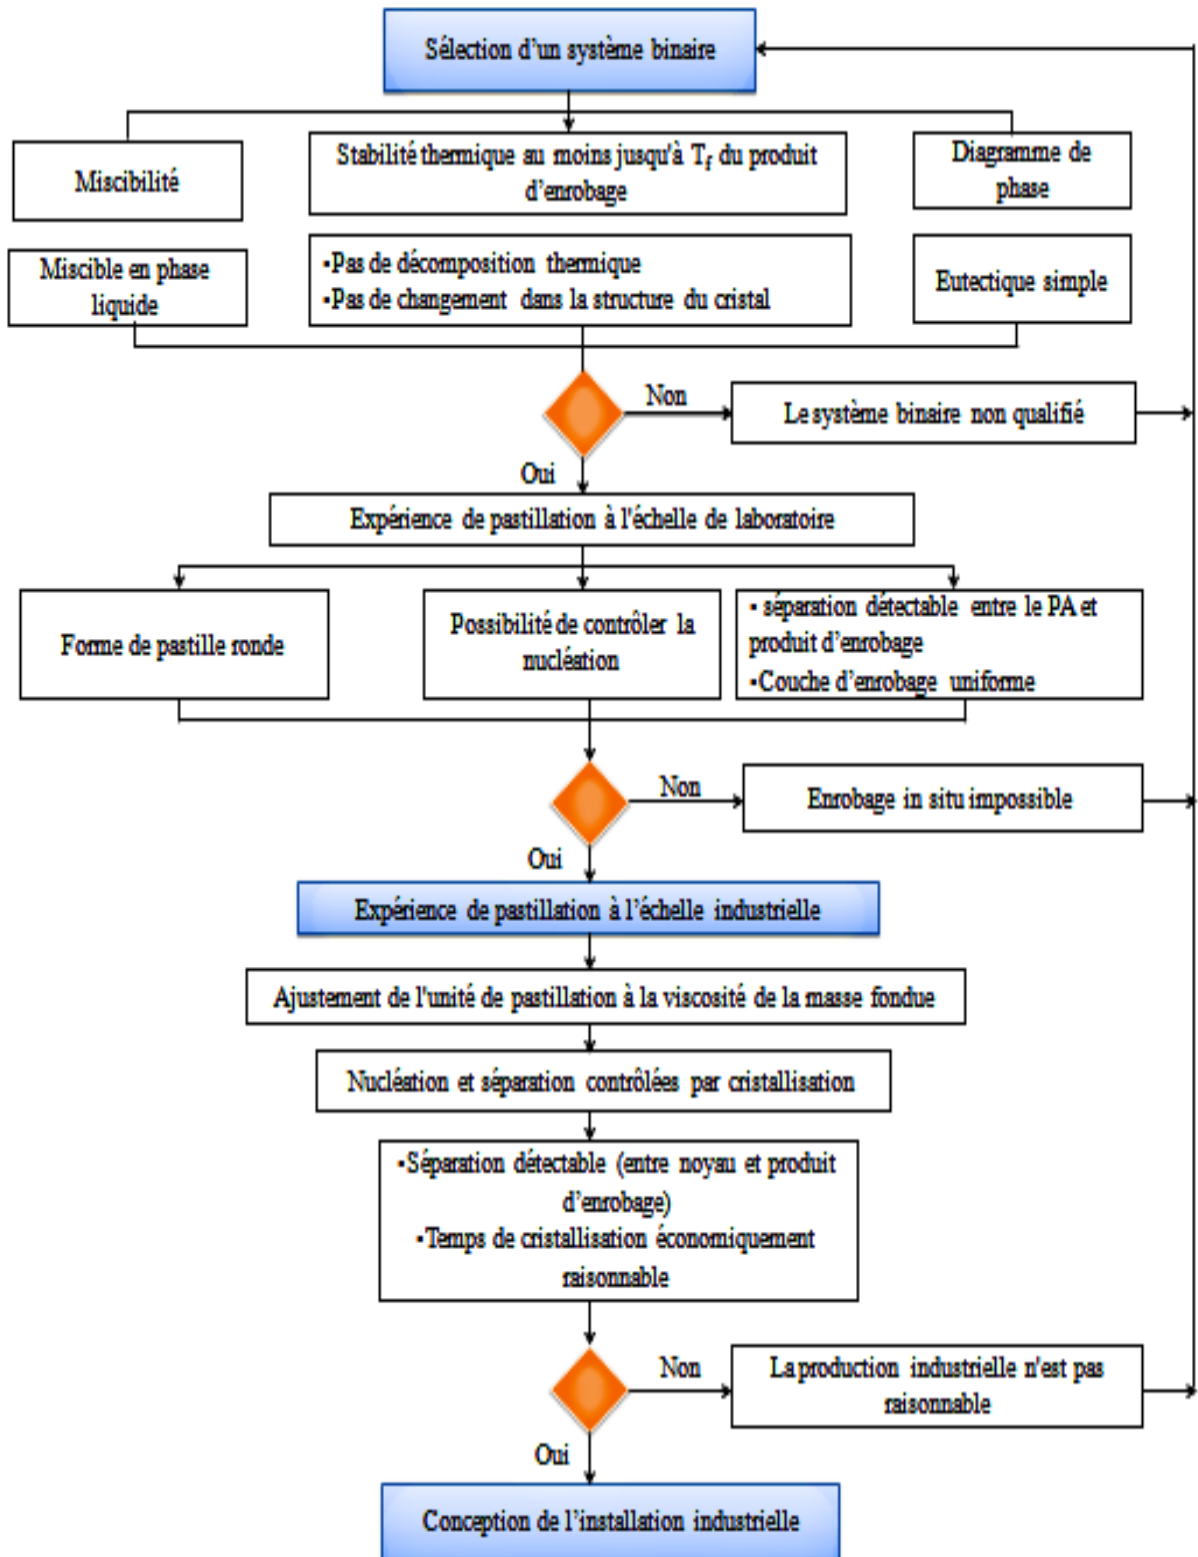 Sélection d'un système binaire
Miscibilité
Stabilité thermique au moins jusqu'à Tf du produit
d'enrobage
Diagramme de
phase
Miscible en phase
liquide
▪Pas de décomposition thermique
▪Pas de changement dans la structure du cristal
Eutectique simple
Non
Le système binaire non qualifié
Oui
Expérience de pastillation à l'échelle de laboratoire
Forme de pastille ronde
Possibilité de contrôler la
nucléation
▪ séparation détectable entre le PA et
produit d'enrobage
▪Couche d'enrobage uniforme
Non
Enrobage in situ impossible
Oui
Expérience de pastillation à l'échelle industrielle
Ajustement de l'unité de pastillation à la viscosité de la masse fondue
Nucléation et séparation contrôlées par cristallisation
▪Séparation détectable (entre noyau et produit
d'enrobage)
▪Temps de cristallisation économiquement
raisonnable
Non
La production industrielle n'est pas
raisonnable
Oui
Conception de l'installation industrielle